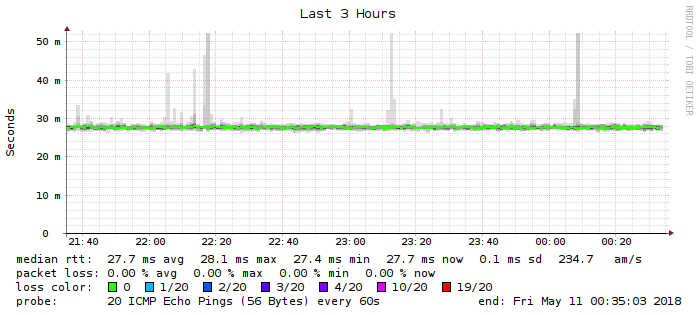 Last 3 Hours
RRDTOOL / TOBI OETIKER
Seconds
50 m
40 m
30 m
20 m
10 m
0
21:40 22:00 22:20 22:40 23:00 23:20 23:40 00:00 00:20
median rtt: 27.7 ms avg 28.1 ms max 27.4 ms min 27.7 ms now 0.1 ms sd 234.7 am/s
packet loss: 0.00 % avg 0.00 % max 0.00 % min 0.00 % now
loss color: 0 1/20 2/20 3/20 4/20 10/20 19/20
probe: 20 ICMP Echo Pings (56 Bytes) every 60s end: Fri May 11 00:35:03 2018